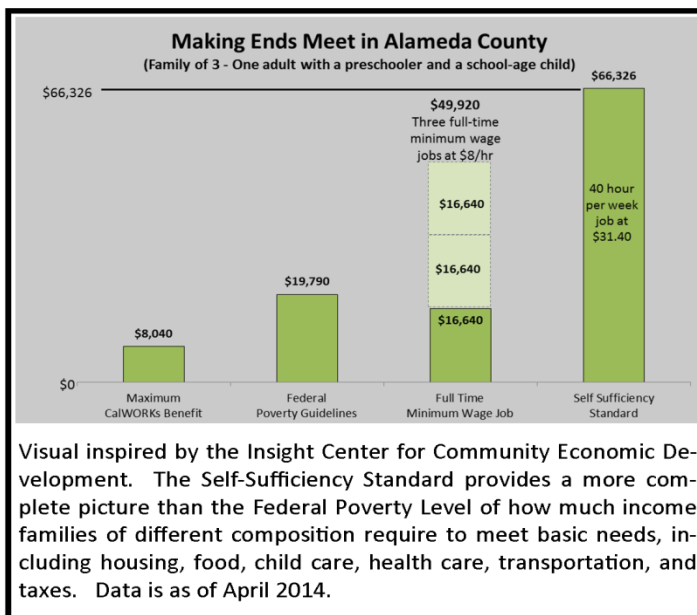 Making Ends Meet in Alameda County
(Family of 3 - One adult with a preschooler and a school-age child)
$66,326
$66,326
$49,920
Three full-time
minimum wage
jobs at $8/hr
$16,640
$16,640
$16,640
40 hour
per week
job at
$31.40
$19,790
$8,040
$0
Maximum
CalWORKs Benefit
Federal
Poverty Guidelines
Full Time
Minimum Wage Job
Self Sufficiency
Standard
Visual inspired by the Insight Center for Community Economic De-
velopment. The Self-Sufficiency Standard provides a more com-
plete picture than the Federal Poverty Level of how much income
families of different composition require to meet basic needs, in-
cluding housing, food, child care, health care, transportation, and
taxes. Data is as of April 2014.